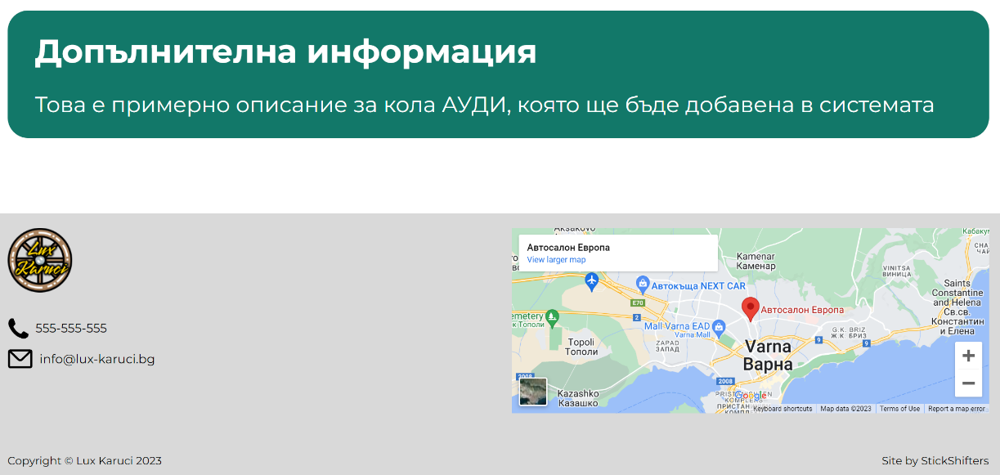 Допълнителна информация
Това е примерно описание за кола АУДИ, която ще бъде добавена в системата
Lux
Karuci
555-555-555
info@lux-karuci.bg
Aksakovo
Автосалон Европа
View larger map
Kamenar
Каменар
VINITSA
ВИНИЦА
Автокъща NEXT CAR
Saints
Constantine
and Helena
Св.св.
Константин
и Елена
E70
Автосалон Европа
emetery
к Тополи
2
Mall Varna EAD
Varna Mall
G.K. BRIZ
Ж.К. БРИЗ
9
9
Topoli
Тополи
ZAPAD
ЗАПАД
Varna
Варна
2008
2008
Kazashko
Казашко
Google
Keyboard shortcuts
Map data ©2023
Terms of Use
Report a map error
Copyright © Lux Karuci 2023
Site by StickShifters